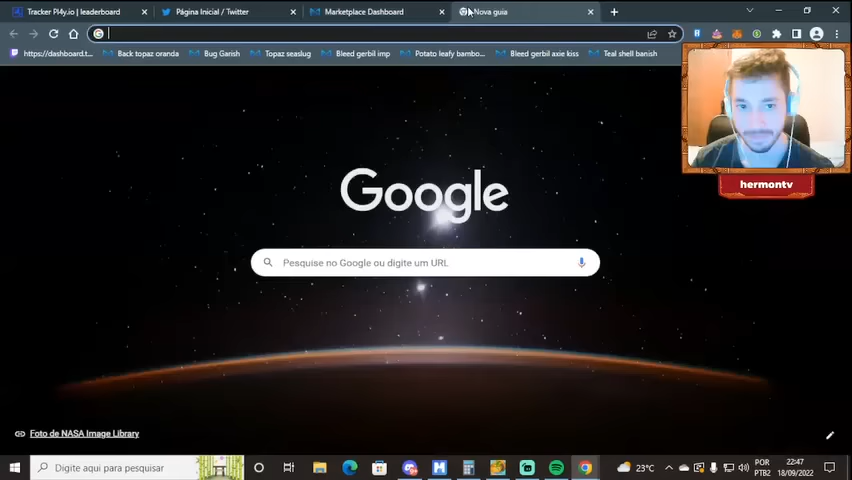 Tracker Pl4y.io | leaderboard
Página Inicial / Twitter
Marketplace Dashboard
Nova guia
https://dashboard.t...
Back topaz oranda
Bug Garish
Topaz seaslug
Bleed gerbil imp
Potato leafy bambo...
Bleed gerbil axie kiss
Teal shell banish
hermontv
Google
Pesquise no Google ou digite um URL
Foto de NASA Image Library
Digite aqui para pesquisar
23°C
POR
PTB2
22:47
18/09/2022